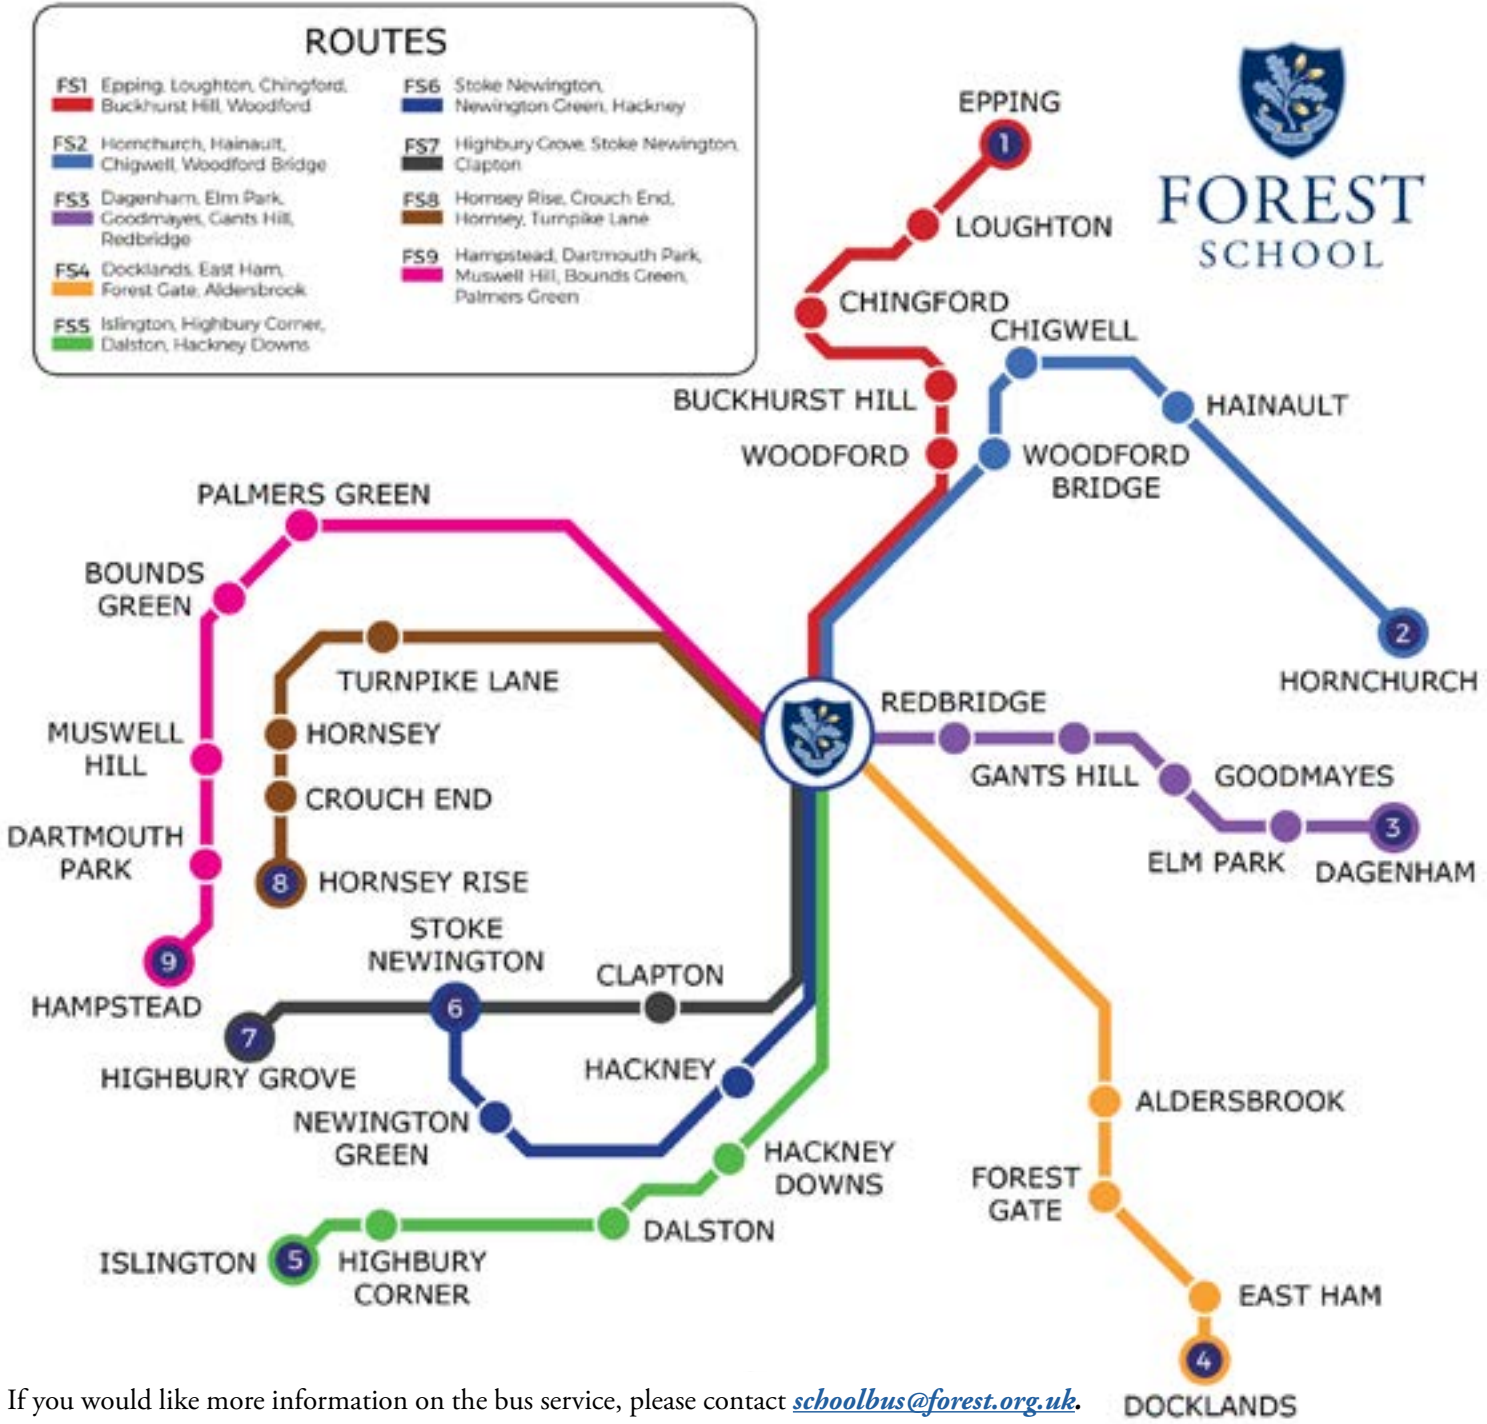 ROUTES
FS1 Epping, Loughton, Chingford,
Buckhurst Hill, Woodford
FS2 Hornchurch, Hainault,
Chigwell, Woodford Bridge
FS3 Dagenham, Elm Park,
Goodmayes, Gants Hill,
Redbridge
FS4 Docklands, East Ham,
Forest Gate, Aldersbrook
FS5 Islington, Highbury Corner,
Dalston, Hackney Downs
FS6 Stoke Newington,
Newington Green, Hackney
FS7 Highbury Grove, Stoke Newington,
Clapton
FS8 Hornsey Rise, Crouch End,
Hornsey, Turnpike Lane
FS9 Hampstead, Dartmouth Park,
Muswell Hill, Bounds Green,
Palmers Green
FOREST
SCHOOL
EPPING
1
LOUGHTON
CHINGFORD
CHIGWELL
BUCKHURST HILL
HAINAULT
WOODFORD
WOODFORD
BRIDGE
2
HORNCHURCH
PALMERS GREEN
BOUNDS
GREEN
TURNPIKE LANE
MUSWELL
HILL
HORNSEY
CROUCH END
DARTMOUTH
PARK
8
HORNSEY RISE
9
HAMPSTEAD
REDBRIDGE
GANTS HILL
GOODMAYES
ELM PARK
3
DAGENHAM
STOKE
NEWINGTON
6
CLAPTON
7
HIGHBURY GROVE
HACKNEY
NEWINGTON
GREEN
HACKNEY
DOWNS
DALSTON
ISLINGTON
5
HIGHBURY
CORNER
ALDERSBROOK
FOREST
GATE
EAST HAM
4
DOCKLANDS
If you would like more information on the bus service, please contact schoolbus@forest.org.uk.